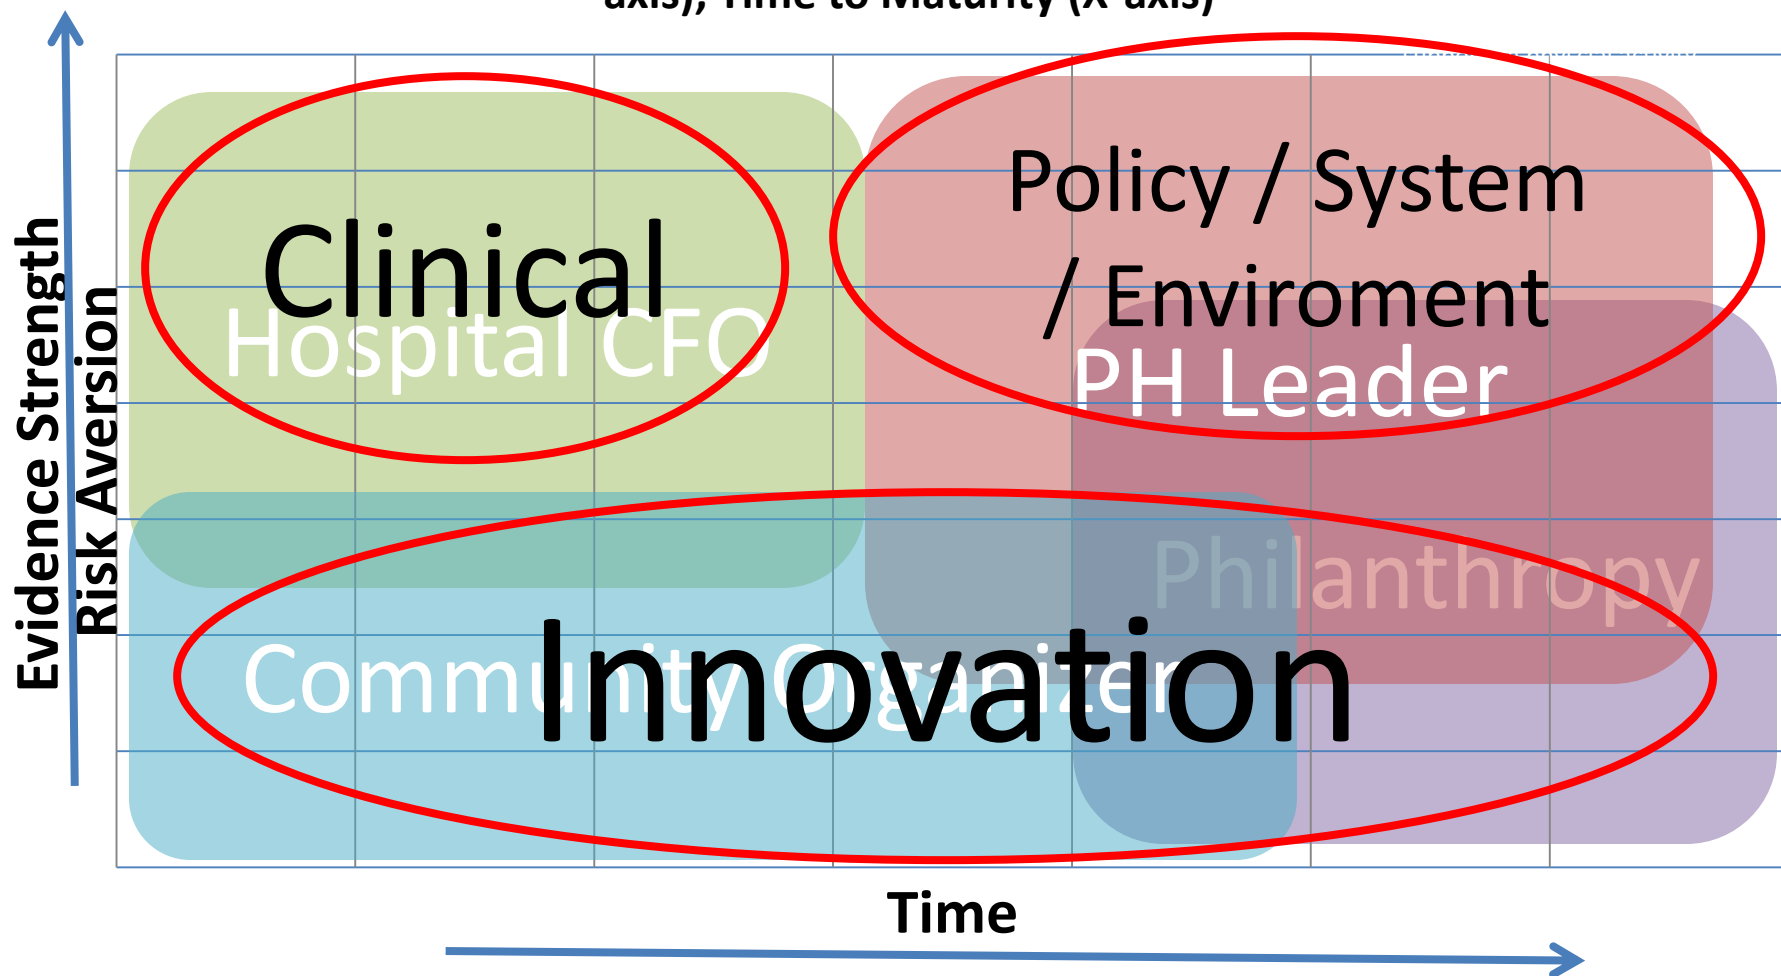 axis), Time to Maturity (X-axis)
Clinical
Hospital CFO
Policy / System
/ Enviroment
PH Leader
Philanthropy
Community Organizer
Innovation
Evidence Strength
Risk Aversion
Time